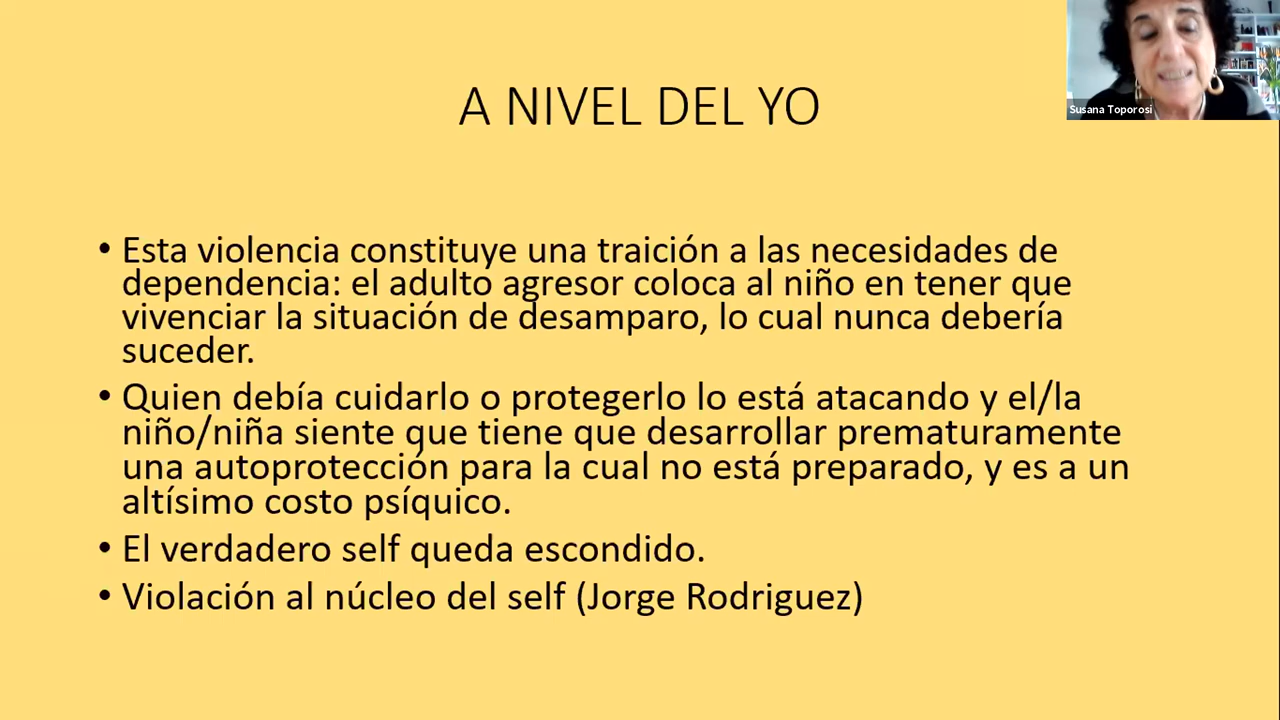 Susana Toporosi
A NIVEL DEL YO
• Esta violencia constituye una traición a las necesidades de
dependencia: el adulto agresor coloca al niño en tener que
vivenciar la situación de desamparo, lo cual nunca debería
suceder.
• Quien debía cuidarlo o protegerlo lo está atacando y el/la
niño/niña siente que tiene que desarrollar prematuramente
una autoprotección para la cual no está preparado, y es a un
altísimo costo psíquico.
• El verdadero self queda escondido.
• Violación al núcleo del self (Jorge Rodriguez)